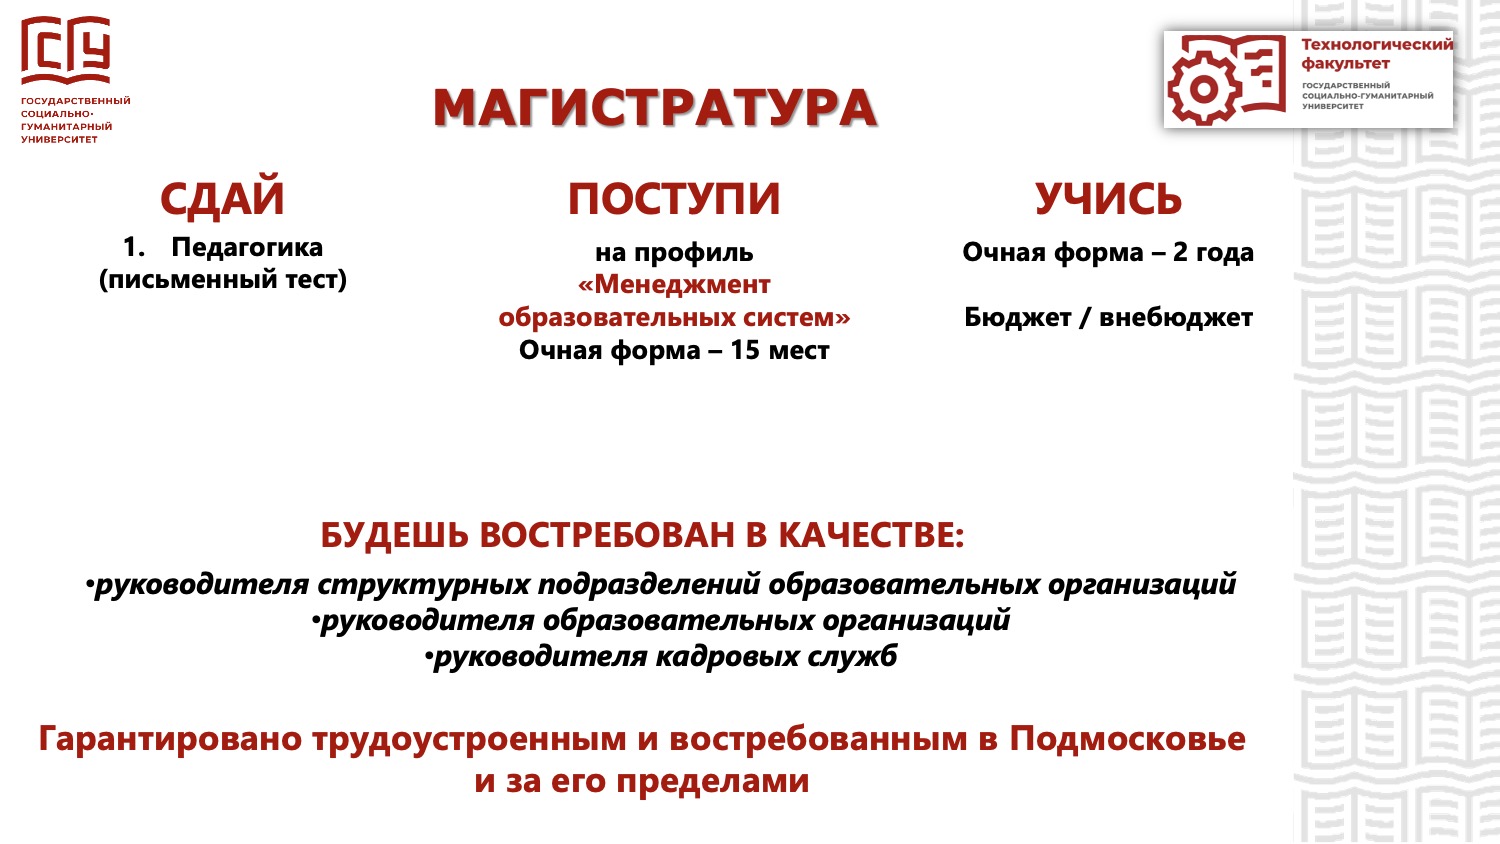 ГСГУ
ГОСУДАРСТВЕННЫЙ
СОЦИАЛЬНО-
ГУМАНИТАРНЫЙ
УНИВЕРСИТЕТ
Технологический
факультет
ГОСУДАРСТВЕННЫЙ
СОЦИАЛЬНО-ГУМАНИТАРНЫЙ
УНИВЕРСИТЕТ
МАГИСТРАТУРА
СДАЙ
1. Педагогика
(письменный тест)
ПОСТУПИ
на профиль
«Менеджмент
образовательных систем»
Очная форма – 15 мест
УЧИСЬ
Очная форма – 2 года
Бюджет / внебюджет
БУДЕШЬ ВОСТРЕБОВАН В КАЧЕСТВЕ:
•руководителя структурных подразделений образовательных организаций
•руководителя образовательных организаций
•руководителя кадровых служб
Гарантировано трудоустроенным и востребованным в Подмосковье
и за его пределами